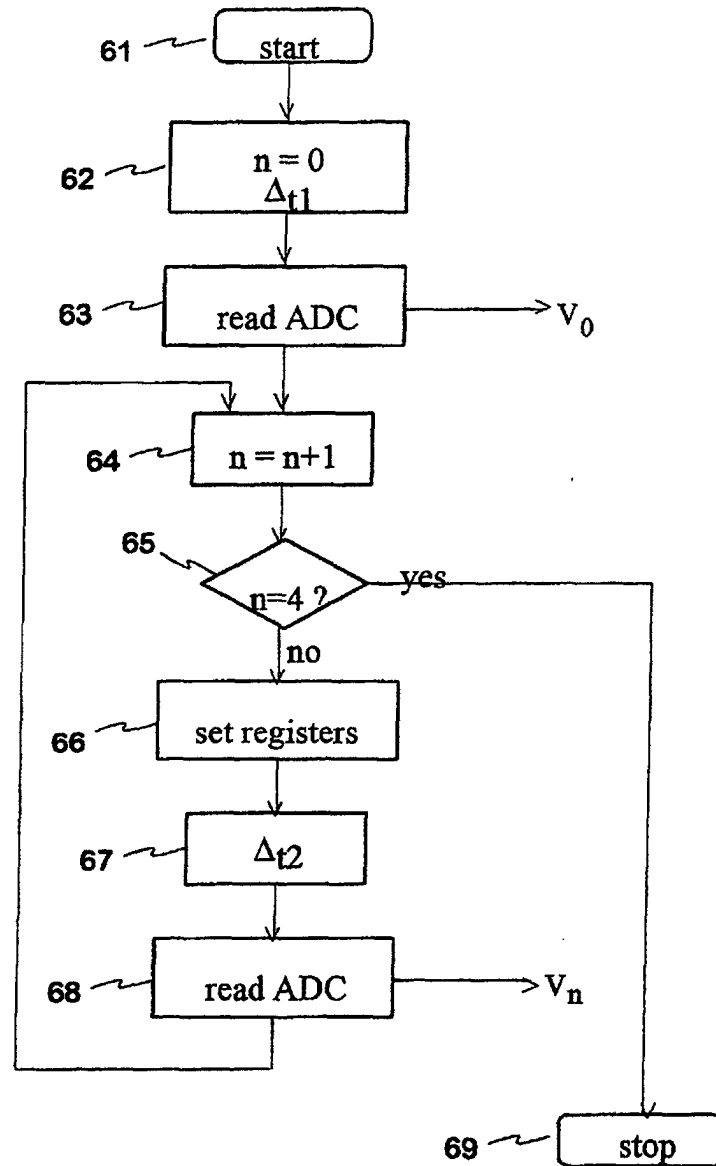 61
start
62
n = 0
Δt1
63
read ADC
V0
64
n = n+1
65
n=4 ?
yes
no
66
set registers
67
Δt2
68
read ADC
Vn
69
stop